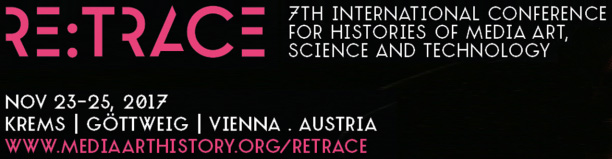 RE:TRACE
7TH INTERNATIONAL CONFERENCE
FOR HISTORIES OF MEDIA ART,
SCIENCE AND TECHNOLOGY
NOV 23-25, 2017
KREMS | GÖTTWEIG | VIENNA . AUSTRIA
WWW.MEDIAARTHISTORY.ORG/RETRACE